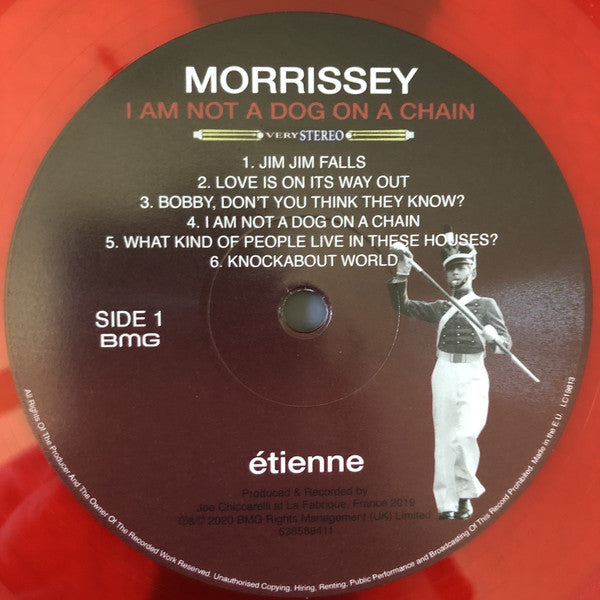 MORRISSEY
I AM NOT A DOG ON A CHAIN
VERY STEREO
1. JIM JIM FALLS
2. LOVE IS ON ITS WAY OUT
3. BOBBY, DON'T YOU THINK THEY KNOW?
4. I AM NOT A DOG ON A CHAIN
5. WHAT KIND OF PEOPLE LIVE IN THESE HOUSES?
6. KNOCKABOUT WORLD
SIDE 1
BMG
étienne
Produced & Recorded by
Joe Chiccarelli at La Fabrique, France 2019
℗&© 2020 BMG Rights Management (UK) Limited
538589411
All Rights Of The Producer And The Owner Of The Recorded Work Reserved. Unauthorised Copying, Hiring, Renting, Public Performance and Broadcasting Of This Record Prohibited. Made in the E.U. LC19813